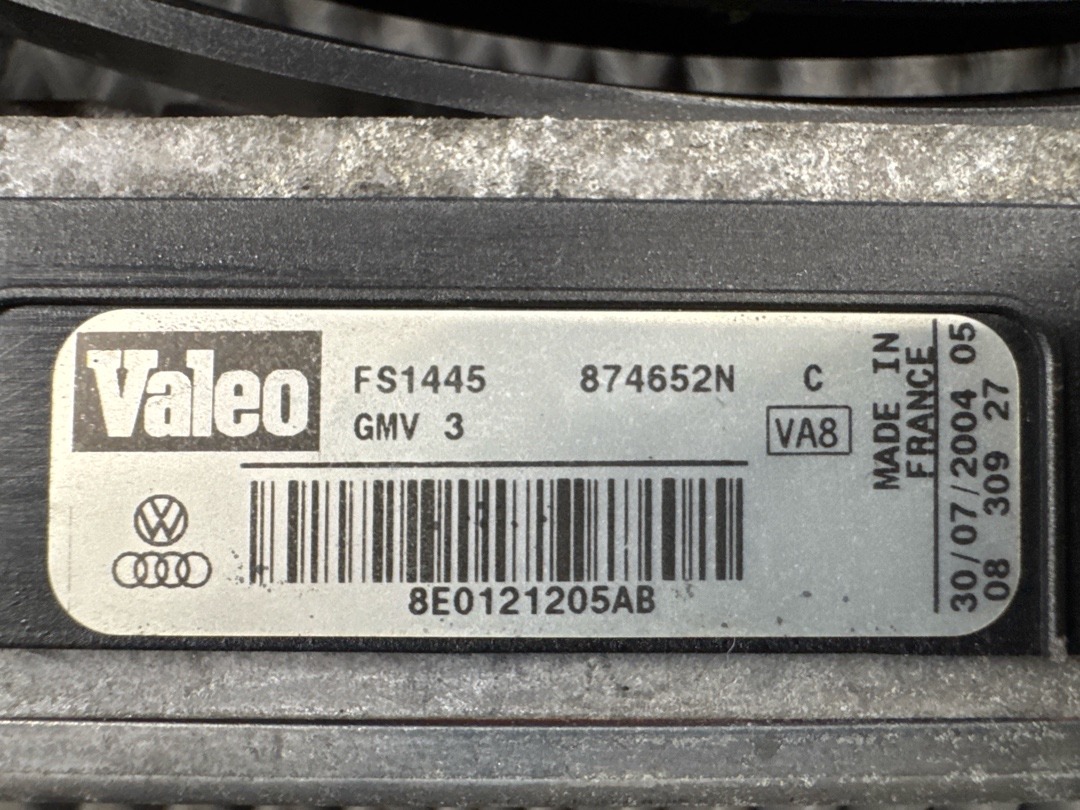 Valeo
FS1445 874652N C
GMV 3 VA8
8E0121205AB
MADE IN
FRANCE
30/07/2004 05
08 309 27